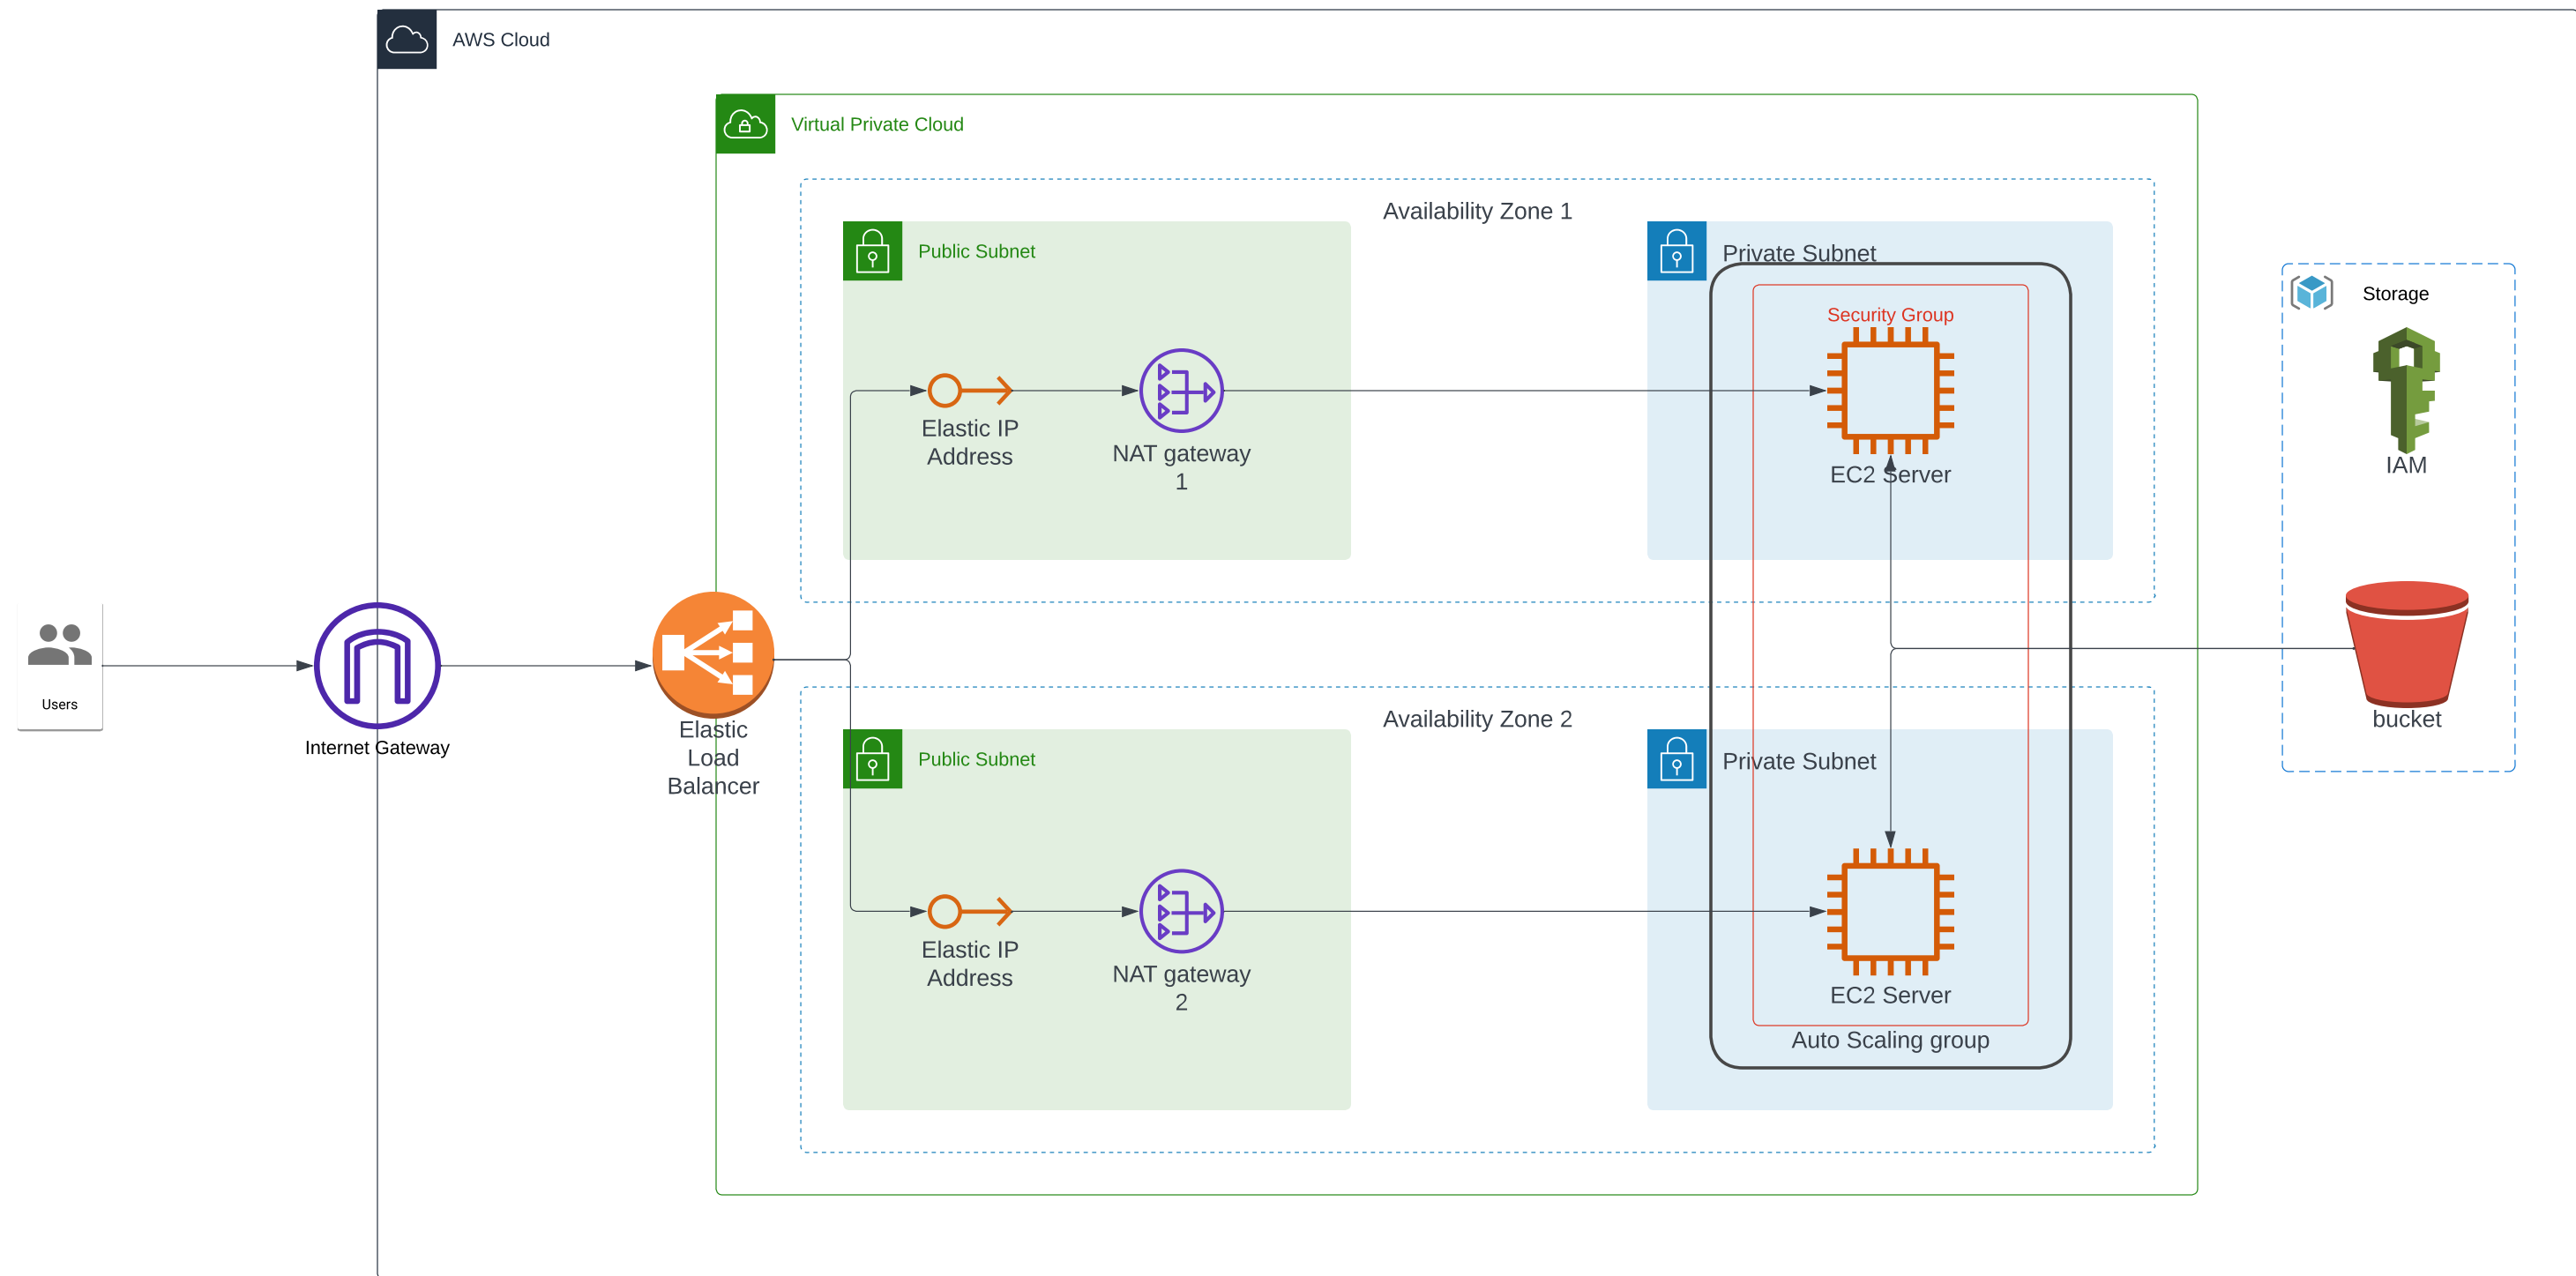 AWS Cloud
Virtual Private Cloud
Availability Zone 1
Public Subnet
Private Subnet
Security Group
Elastic IP
Address
NAT gateway
1
EC2 Server
Storage
IAM
bucket
Users
Internet Gateway
Elastic
Load
Balancer
Availability Zone 2
Public Subnet
Private Subnet
Elastic IP
Address
NAT gateway
2
EC2 Server
Auto Scaling group